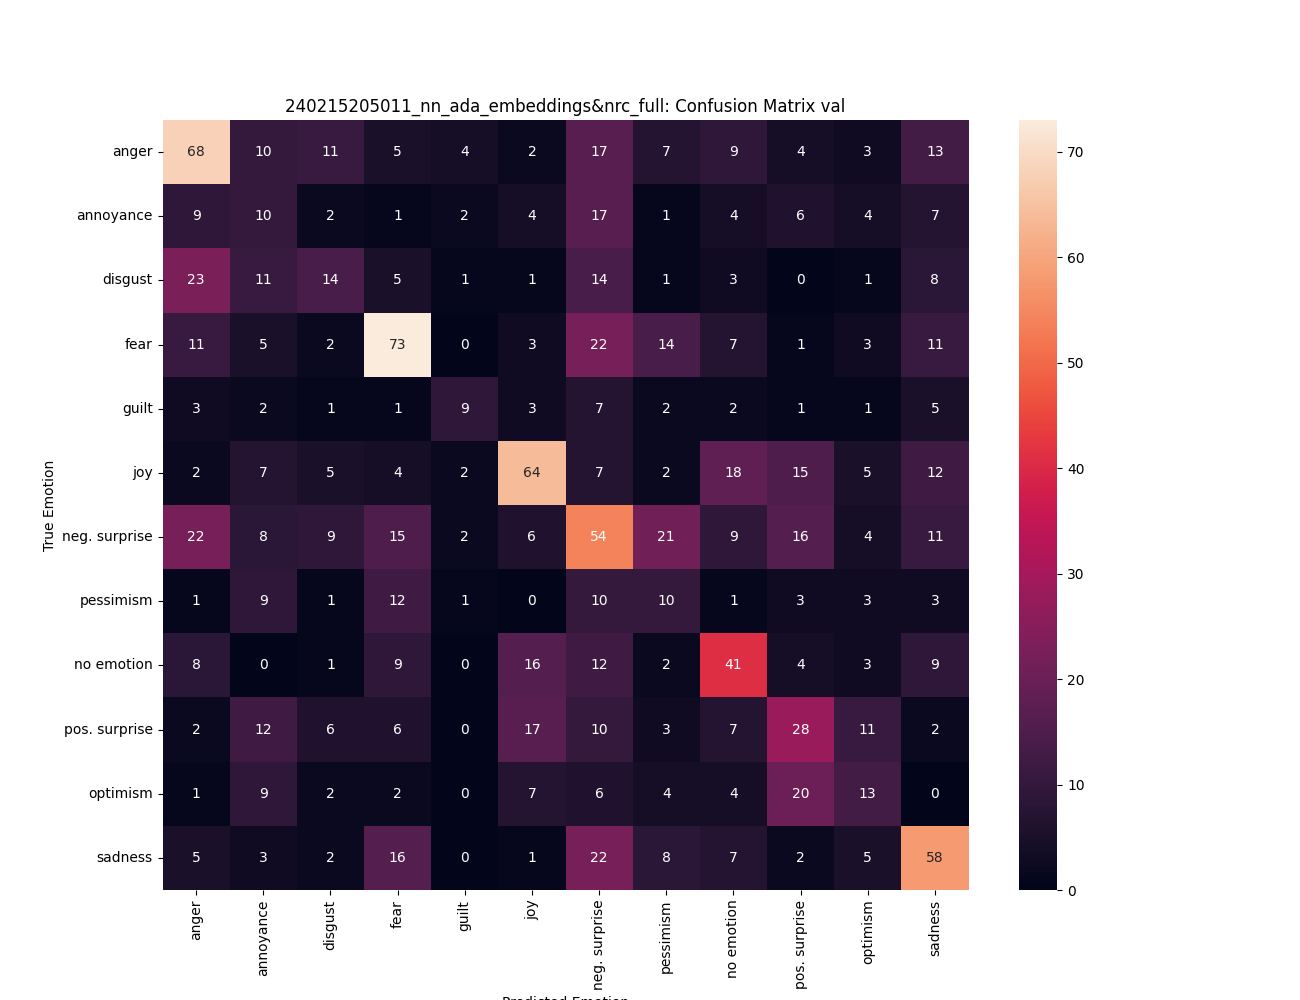 240215205011_nn_ada_embeddings&nrc_full: Confusion Matrix val
True Emotion
anger 68 10 11 5 4 2 17 7 9 4 3 13
annoyance 9 10 2 1 2 4 17 1 4 6 4 7
disgust 23 11 14 5 1 1 14 1 3 0 1 8
fear 11 5 2 73 0 3 22 14 7 1 3 11
guilt 3 2 1 1 9 3 7 2 2 1 1 5
joy 2 7 5 4 2 64 7 2 18 15 5 12
neg. surprise 22 8 9 15 2 6 54 21 9 16 4 11
pessimism 1 9 1 12 1 0 10 10 1 3 3 3
no emotion 8 0 1 9 0 16 12 2 41 4 3 9
pos. surprise 2 12 6 6 0 17 10 3 7 28 11 2
optimism 1 9 2 2 0 7 6 4 4 20 13 0
sadness 5 3 2 16 0 1 22 8 7 2 5 58
anger annoyance disgust fear guilt joy neg. surprise pessimism no emotion pos. surprise optimism sadness
Predicted Emotion
70
60
50
40
30
20
10
0